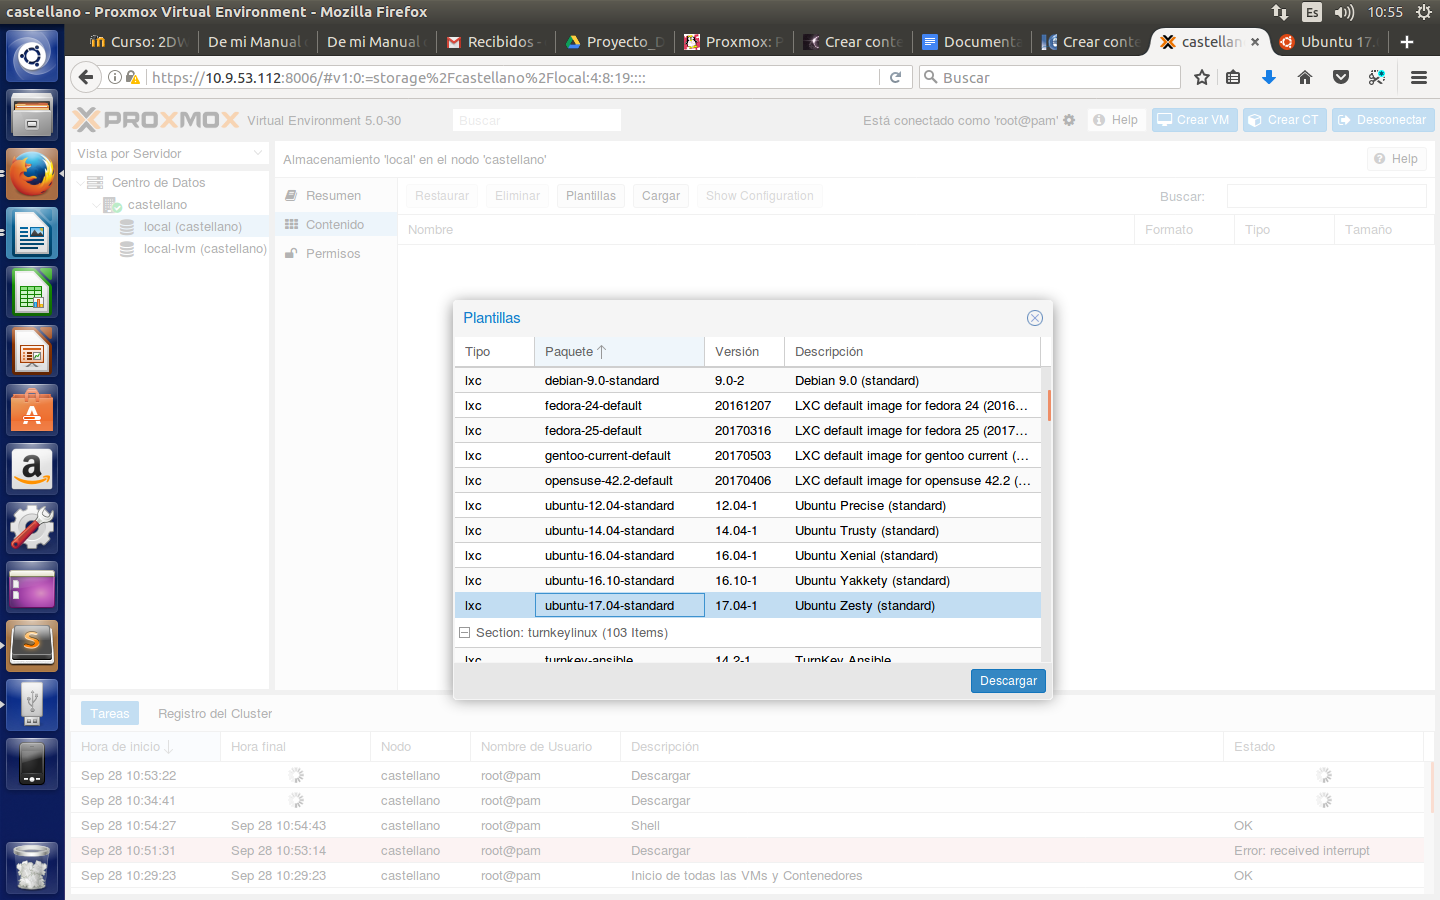 castellano - Proxmox Virtual Environment - Mozilla Firefox
Es
10:55
Curso: 2DW
De mi Manual
De mi Manual
Recibidos -
Proyecto_D
Proxmox: P
Crear conte
Documenta
Crear conte
castellan
Ubuntu 17.
https://10.9.53.112:8006/#v1:0:=storage%2Fcastellano%2Flocal:4:8:19::::
Buscar
PROXMOX
Virtual Environment 5.0-30
Buscar
Está conectado como 'root@pam'
Help
Crear VM
Crear CT
Desconectar
Vista por Servidor
Almacenamiento 'local' en el nodo 'castellano'
Help
Centro de Datos
castellano
local (castellano)
local-lvm (castellano)
Resumen
Contenido
Permisos
Restaurar
Eliminar
Plantillas
Cargar
Show Configuration
Buscar:
Nombre
Formato
Tipo
Tamaño
Plantillas
Tipo Paquete Versión Descripción
lxc debian-9.0-standard 9.0-2 Debian 9.0 (standard)
lxc fedora-24-default 20161207 LXC default image for fedora 24 (2016...
lxc fedora-25-default 20170316 LXC default image for fedora 25 (2017...
lxc gentoo-current-default 20170503 LXC default image for gentoo current (...
lxc opensuse-42.2-default 20170406 LXC default image for opensuse 42.2 (...
lxc ubuntu-12.04-standard 12.04-1 Ubuntu Precise (standard)
lxc ubuntu-14.04-standard 14.04-1 Ubuntu Trusty (standard)
lxc ubuntu-16.04-standard 16.04-1 Ubuntu Xenial (standard)
lxc ubuntu-16.10-standard 16.10-1 Ubuntu Yakkety (standard)
lxc ubuntu-17.04-standard 17.04-1 Ubuntu Zesty (standard)
Section: turnkeylinux (103 Items)
lxc turnkey-ansible 14.2-1 TurnKey Ansible
Descargar
Tareas
Registro del Cluster
Hora de inicio Hora final Nodo Nombre de Usuario Descripción Estado
Sep 28 10:53:22 castellano root@pam Descargar
Sep 28 10:34:41 castellano root@pam Descargar
Sep 28 10:54:27 Sep 28 10:54:43 castellano root@pam Shell OK
Sep 28 10:51:31 Sep 28 10:53:14 castellano root@pam Descargar Error: received interrupt
Sep 28 10:29:23 Sep 28 10:29:23 castellano root@pam Inicio de todas las VMs y Contenedores OK